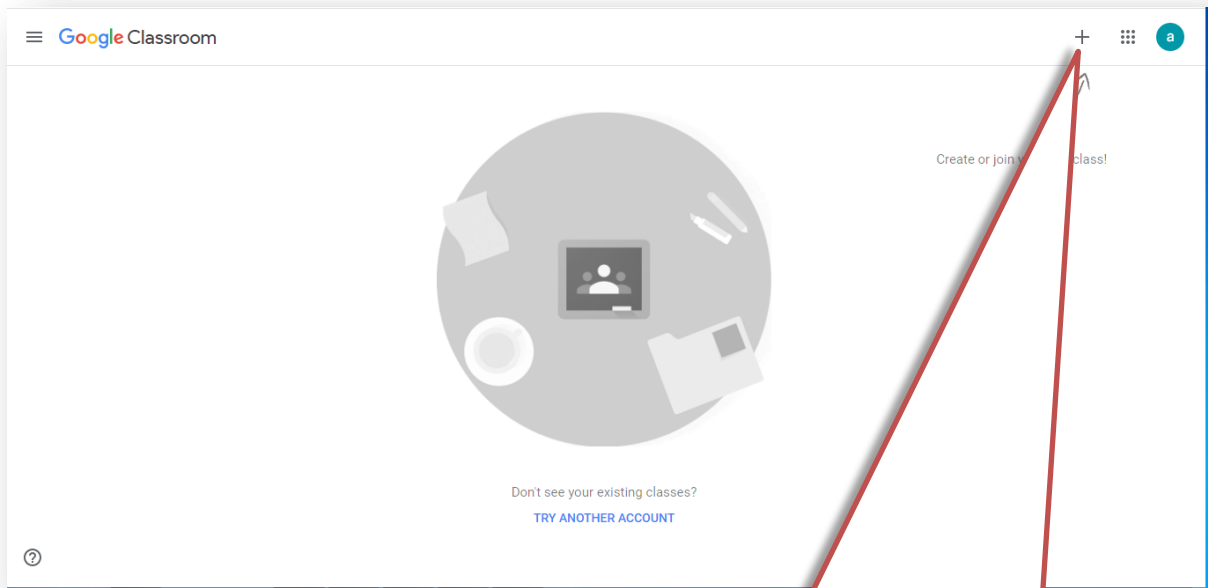 Google Classroom
a
Create or join class!
Don't see your existing classes?
TRY ANOTHER ACCOUNT